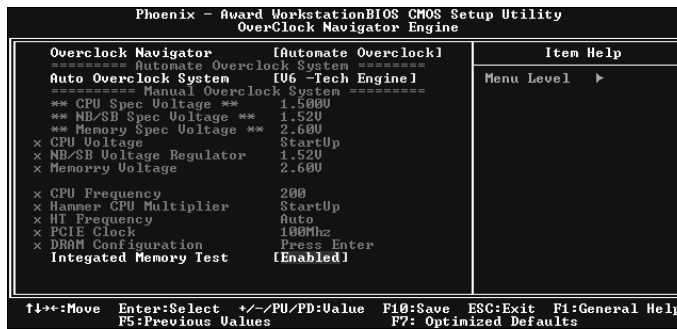 Phoenix - Award WorkstationBIOS CMOS Setup Utility
OverClock Navigator Engine
Overclock Navigator [Automate Overclock]
Item Help
======== Automate Overclock System ========
Auto Overclock System [V6 -Tech Engine]
Menu Level ▶
========== Manual Overclock System =========
** CPU Spec Voltage ** 1.500V
** NB/SB Spec Voltage ** 1.52V
** Memory Spec Voltage ** 2.60V
x CPU Voltage StartUp
x NB/SB Voltage Regulator 1.52V
x Memorry Voltage 2.60V
x CPU Frequency 200
x Hammer CPU Multiplier StartUp
x HT Frequency Auto
x PCIE Clock 100Mhz
x DRAM Configuration Press Enter
Integated Memory Test [Enabled]
↑↓→←:Move Enter:Select +/-/PU/PD:Value F10:Save ESC:Exit F1:General Help
F5:Previous Values F7: Optimized Defaults